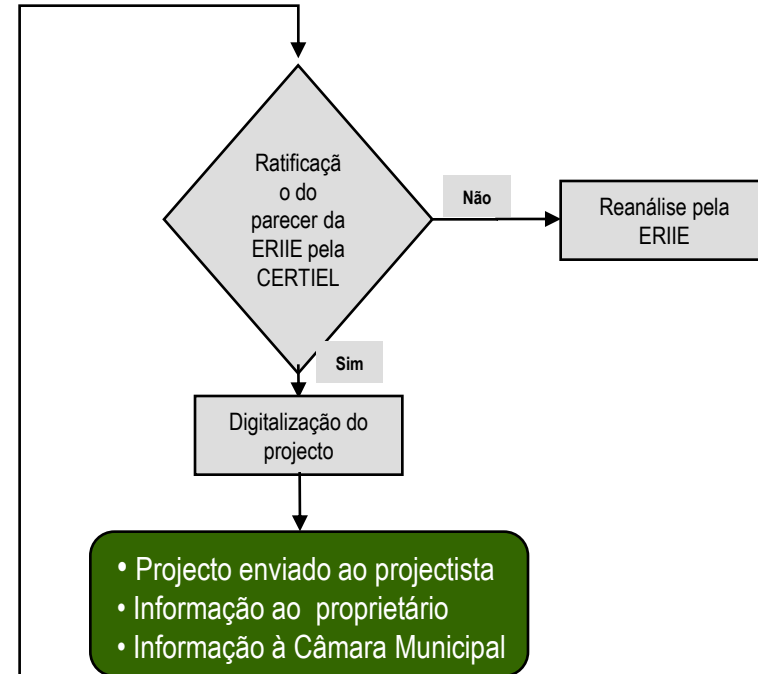 Ratificaçã
o do
parecer da
ERIIE pela
CERTIEL
Não
Reanálise pela
ERIIE
Sim
Digitalização do
projecto
• Projecto enviado ao projectista
• Informação ao proprietário
• Informação à Câmara Municipal